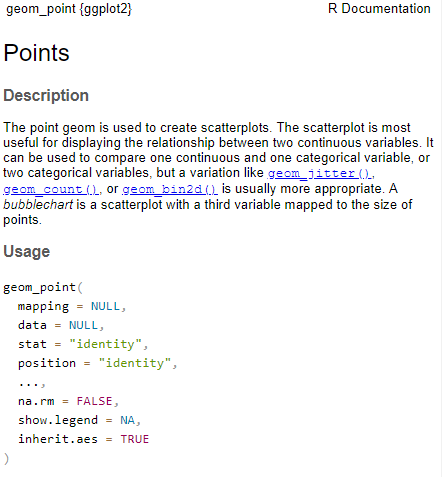 geom_point {ggplot2} R Documentation
Points
Description
The point geom is used to create scatterplots. The scatterplot is most
useful for displaying the relationship between two continuous variables. It
can be used to compare one continuous and one categorical variable, or
two categorical variables, but a variation like geom_jitter(),
geom_count(), or geom_bin2d() is usually more appropriate. A
bubblechart is a scatterplot with a third variable mapped to the size of
points.
Usage
geom_point(
  mapping = NULL,
  data = NULL,
  stat = "identity",
  position = "identity",
  ...,
  na.rm = FALSE,
  show.legend = NA,
  inherit.aes = TRUE
)